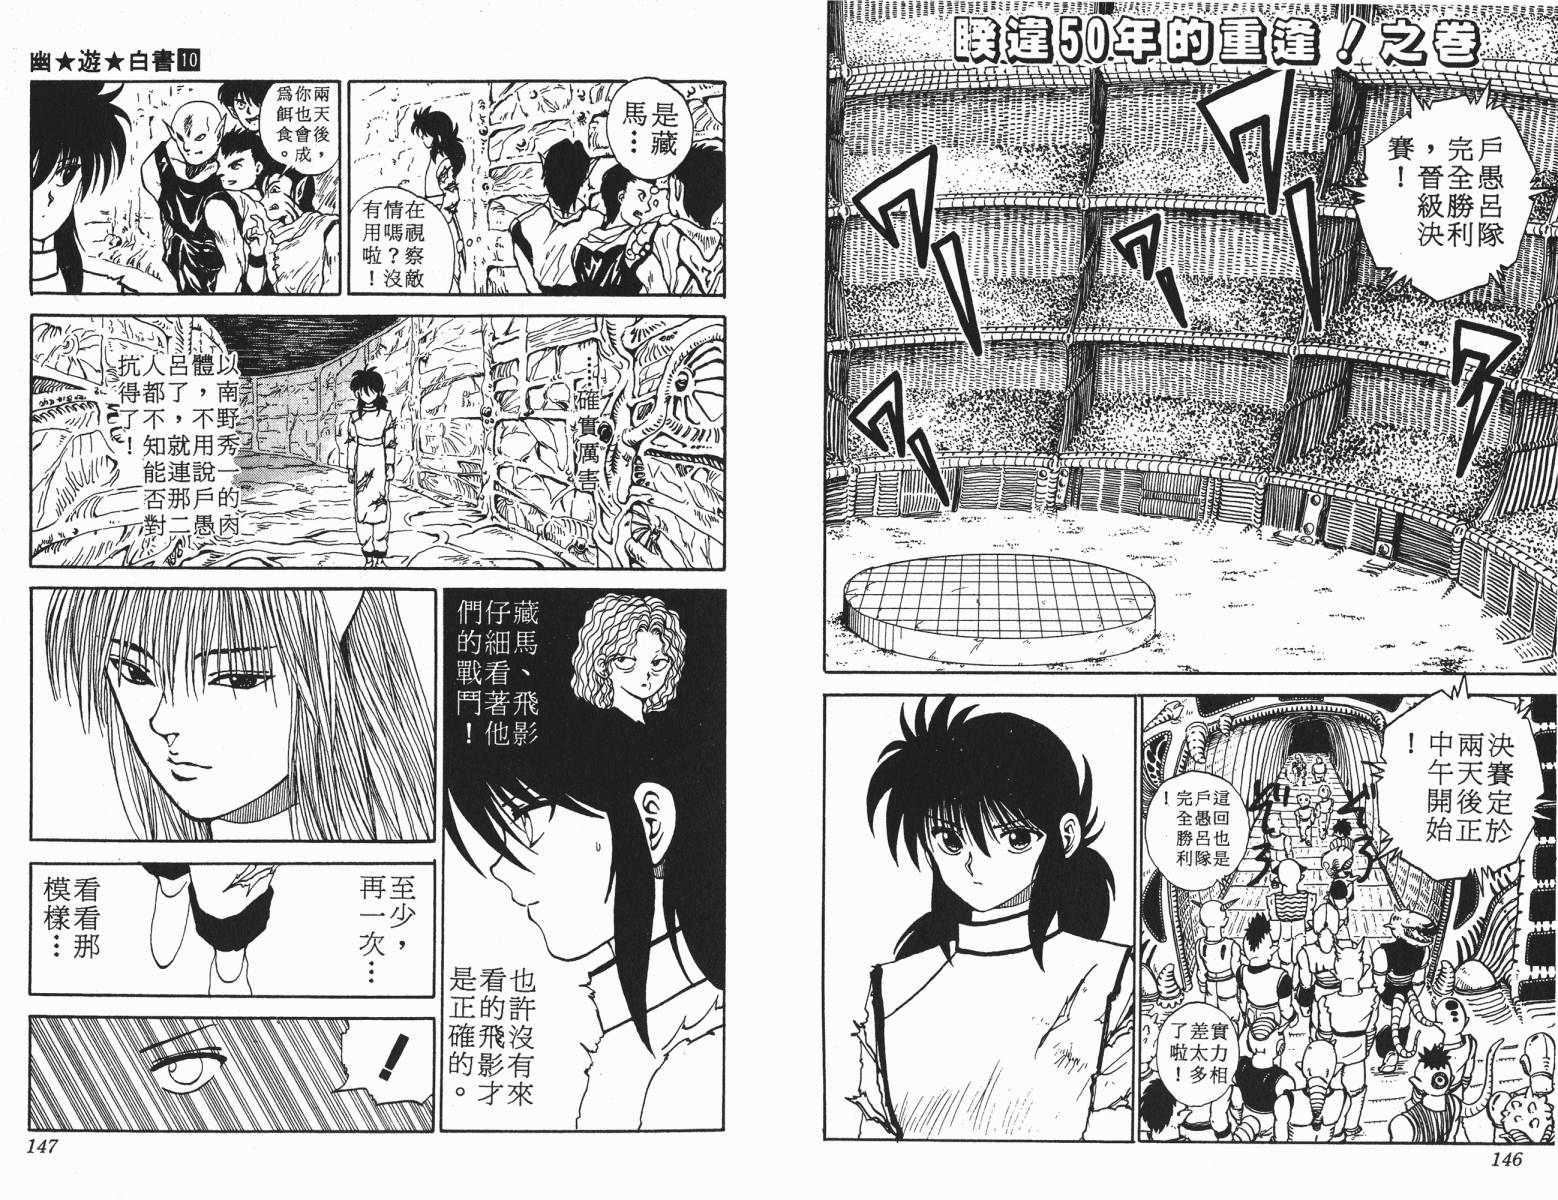 睽違50年的重逢！之卷
戶愚呂隊
完全勝利
，晉級決
賽！
決賽定於
兩天後正
中午開始
！
這回也是
戶愚呂隊
完全勝利
！
實力相
差太多
了啦！
146
幽★遊★白書10
是藏
馬…
在視察敵
情嗎？沒
有用啦！
兩天後，
你也會成
爲餌食。
…確實厲害
以南野秀一的肉
體，不用說戶愚
呂了，就連那二
人都不知能否對
抗得了！
藏馬、飛影
仔細看著他
們的戰鬥！
也許沒有來
看的飛影才
是正確的。
至少，
再一次…
看看那
模樣…
！
147